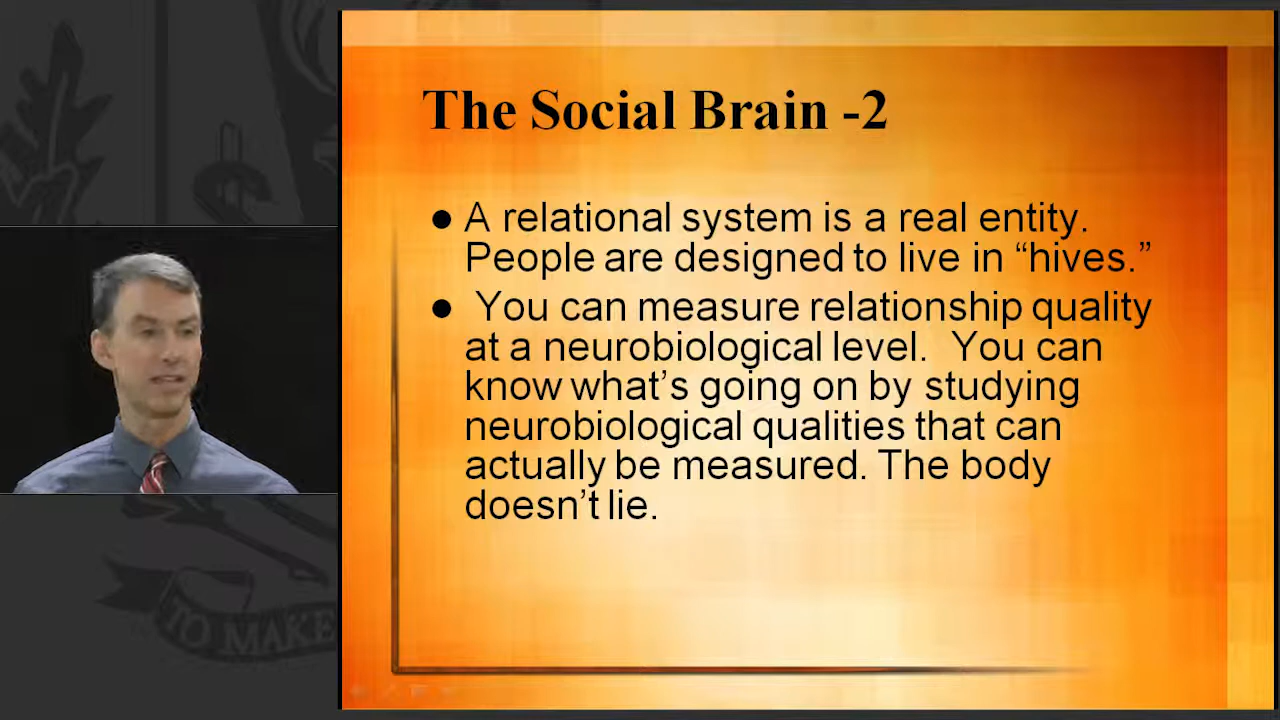 The Social Brain -2
● A relational system is a real entity.
People are designed to live in “hives.”
● You can measure relationship quality
at a neurobiological level. You can
know what’s going on by studying
neurobiological qualities that can
actually be measured. The body
doesn’t lie.
TO MAKE